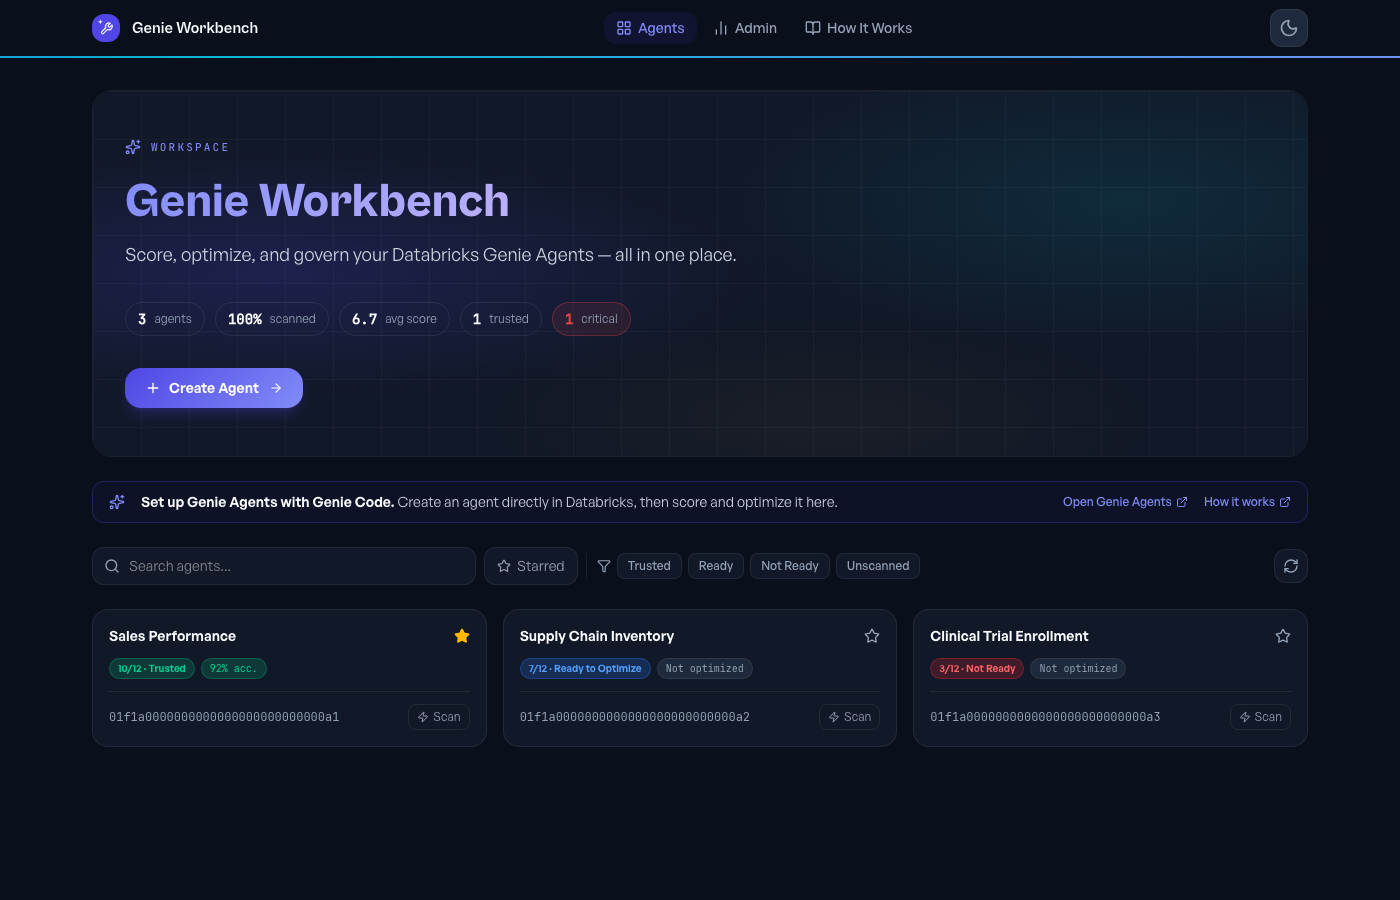 Genie Workbench
Agents
Admin
How It Works
WORKSPACE
Genie Workbench
Score, optimize, and govern your Databricks Genie Agents — all in one place.
3 agents
100% scanned
6.7 avg score
1 trusted
1 critical
Create Agent
Set up Genie Agents with Genie Code. Create an agent directly in Databricks, then score and optimize it here.
Open Genie Agents
How it works
Search agents...
Starred
Trusted
Ready
Not Ready
Unscanned
Sales Performance
10/12 · Trusted
92% acc.
01f1a0000000000000000000000000a1
Scan
Supply Chain Inventory
7/12 · Ready to Optimize
Not optimized
01f1a0000000000000000000000000a2
Scan
Clinical Trial Enrollment
3/12 · Not Ready
Not optimized
01f1a0000000000000000000000000a3
Scan